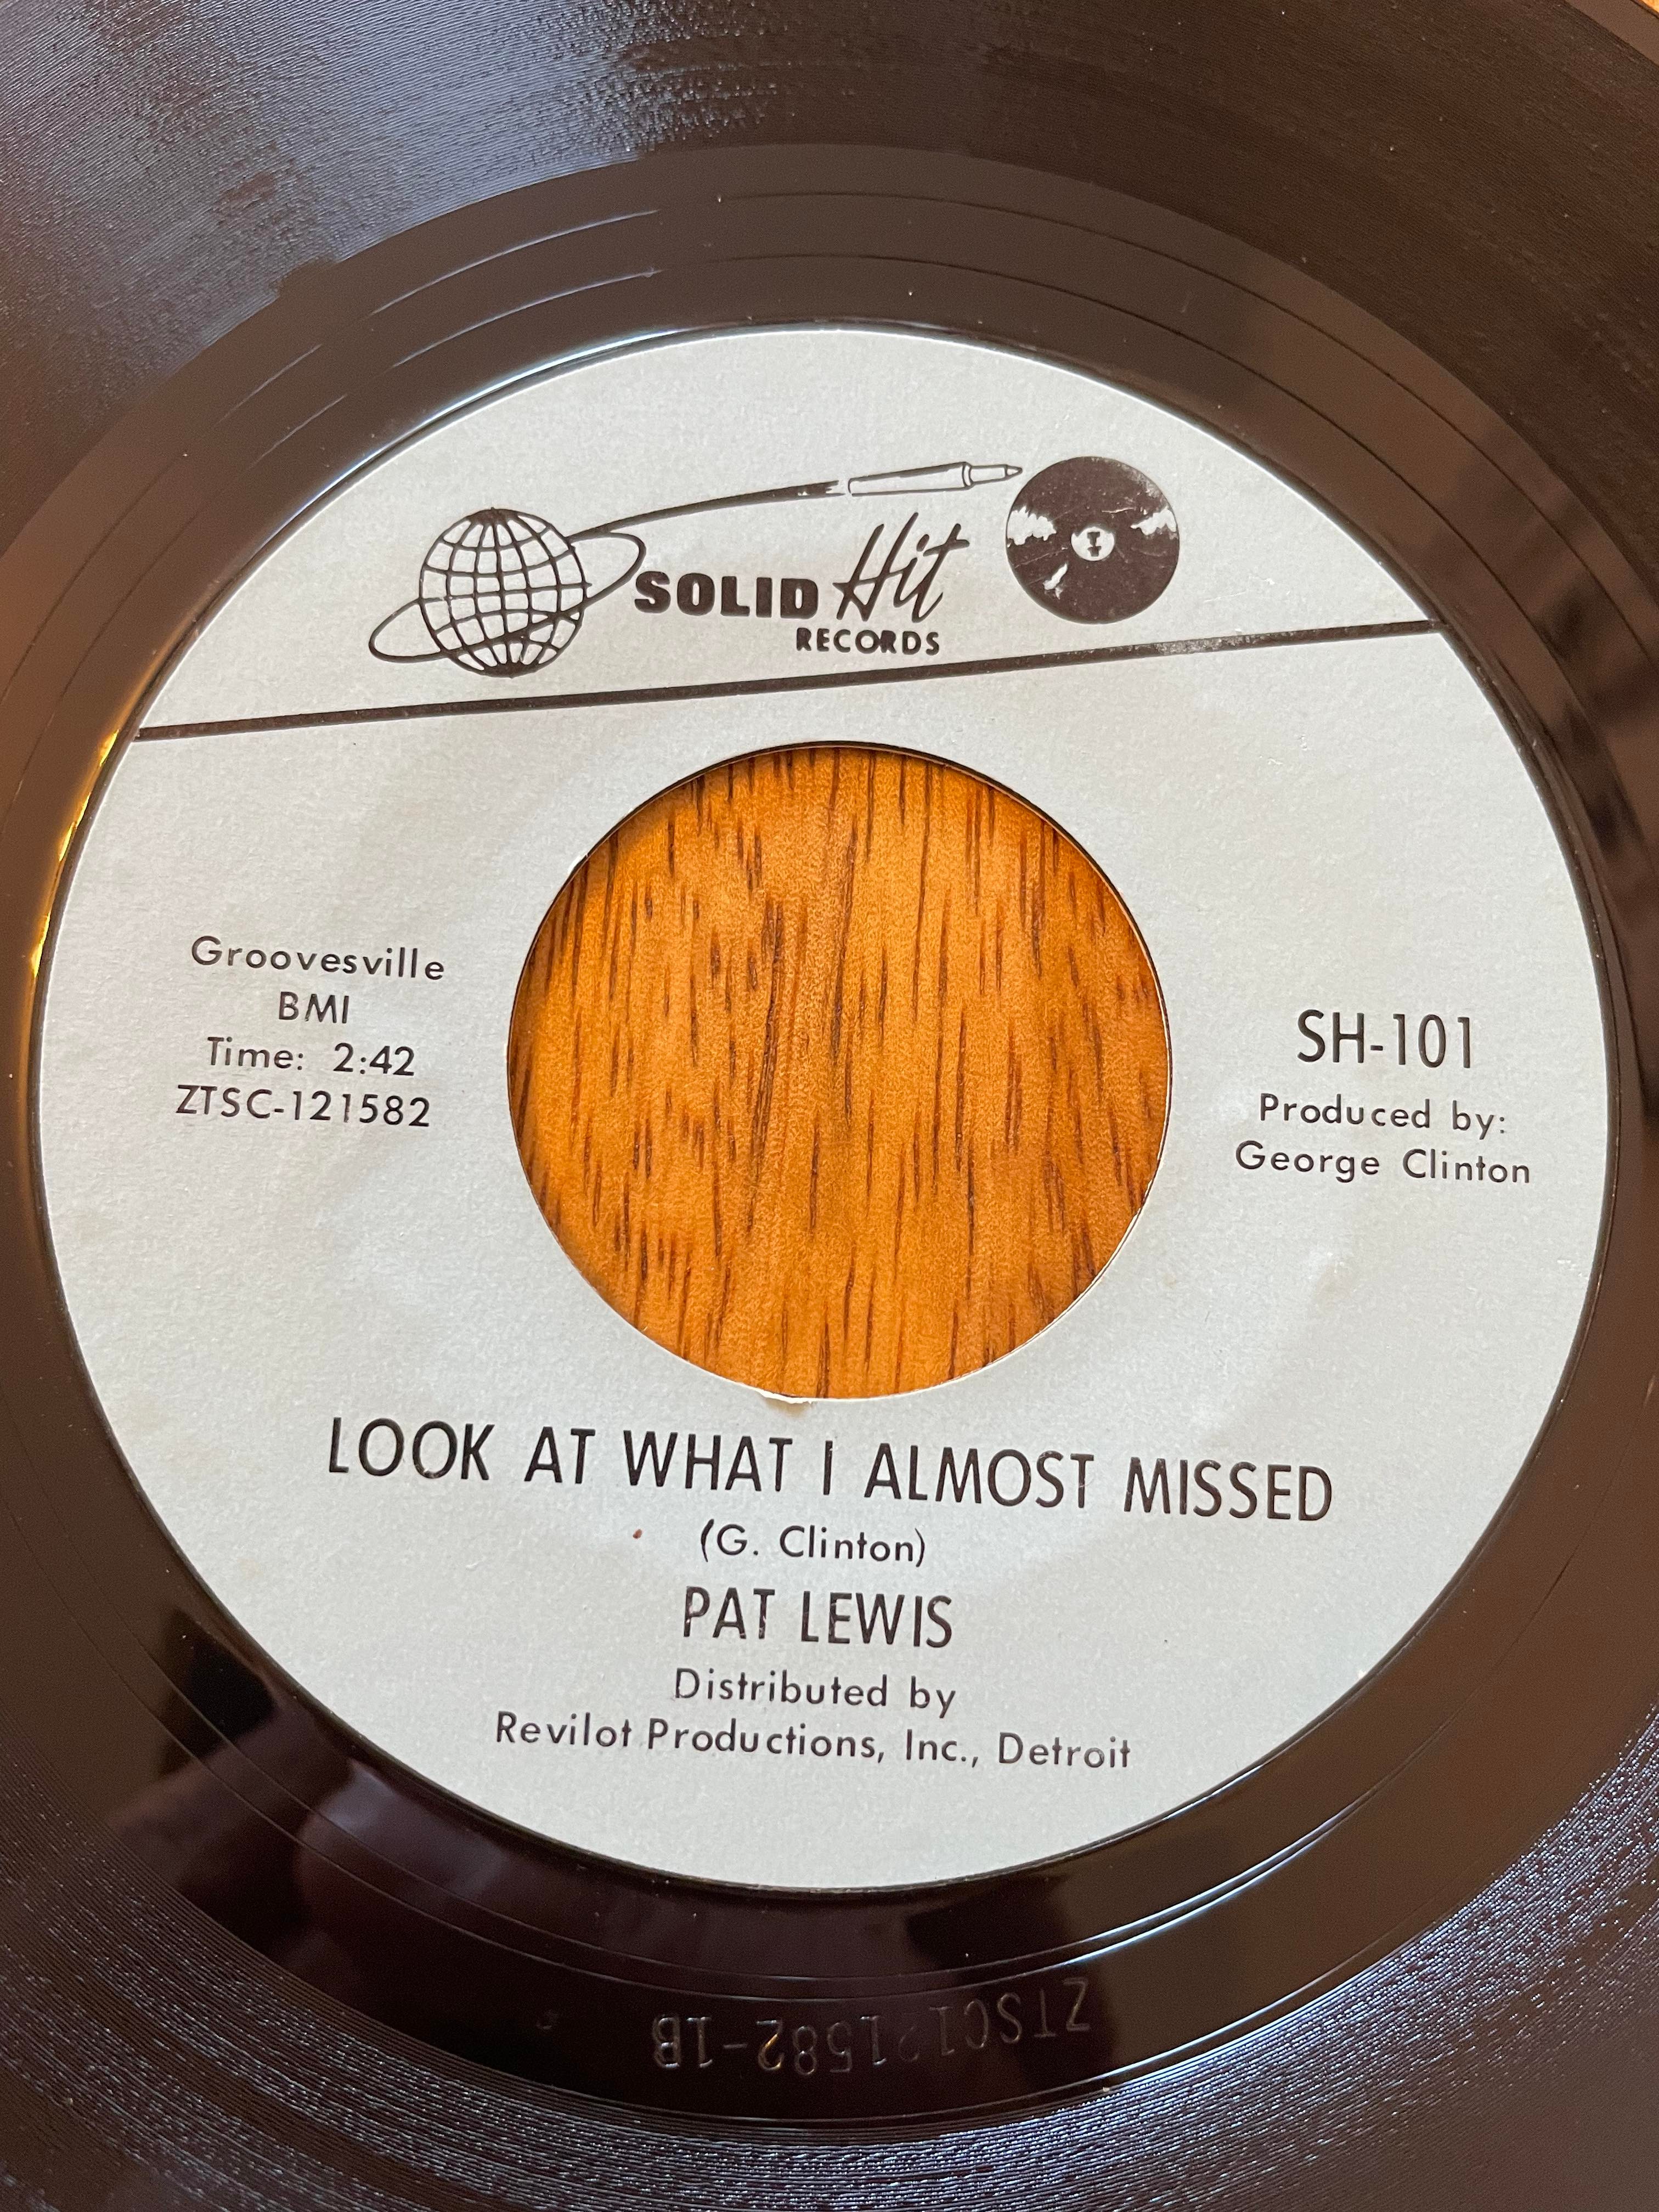 SOLID Hit
RECORDS
Groovesville
BMI
Time: 2:42
ZTSC-121582
SH-101
Produced by:
George Clinton
LOOK AT WHAT I ALMOST MISSED
(G. Clinton)
PAT LEWIS
Distributed by
Revilot Productions, Inc., Detroit
ZTSC121582-1B